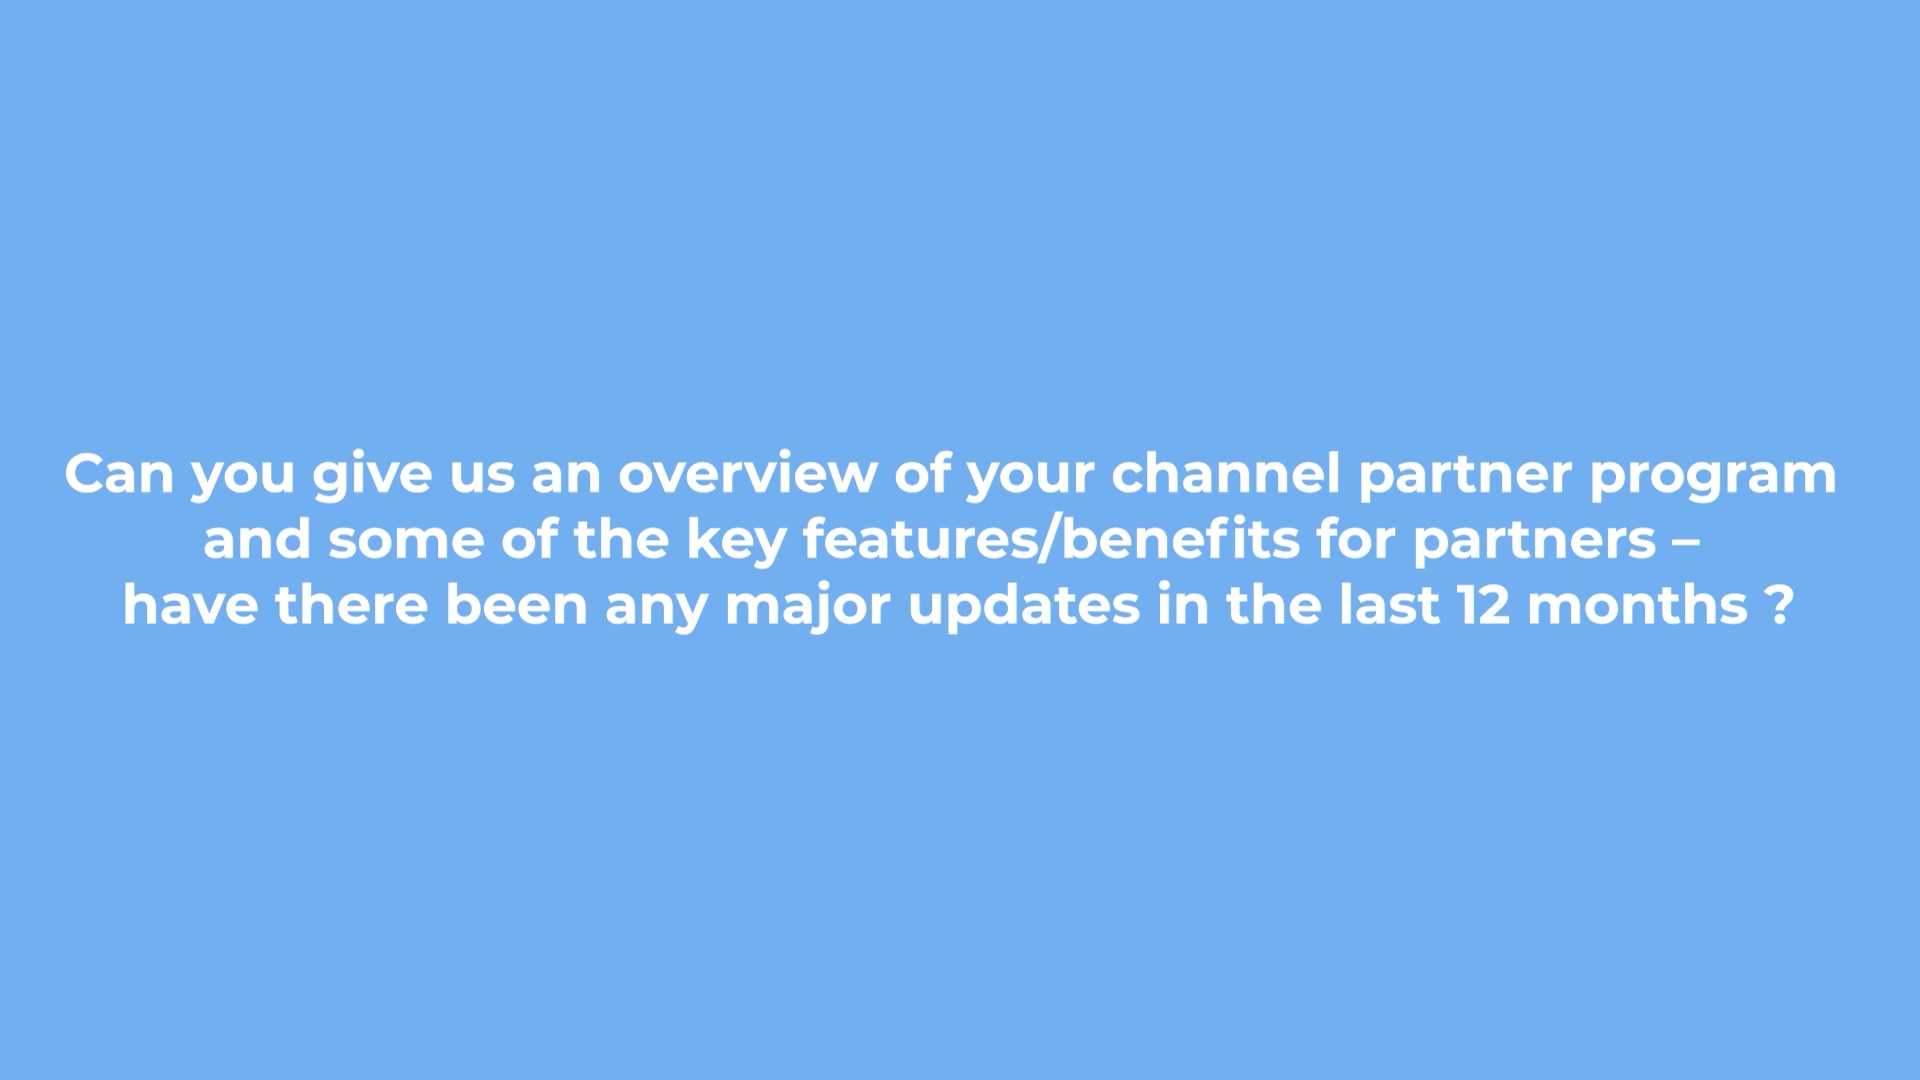 Can you give us an overview of your channel partner program
and some of the key features/benefits for partners –
have there been any major updates in the last 12 months ?